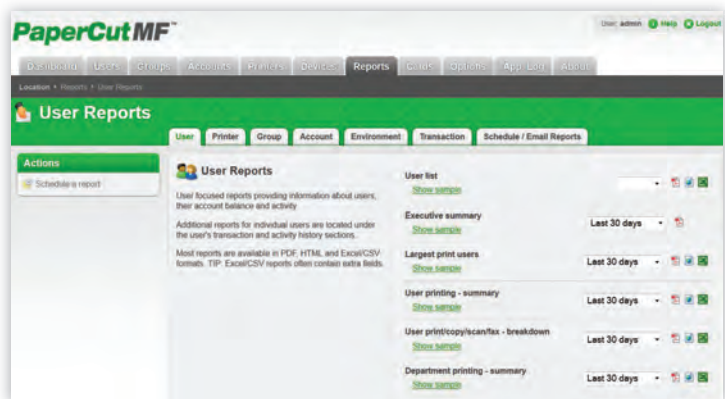 PaperCut MF™
User: admin Help Logout
Dashboard Users Groups Accounts Printers Devices Reports Cards Options App. Log About
Location Reports User Reports
User Reports
User Printer Group Account Environment Transaction Schedule / Email Reports
Actions
Schedule a report
User Reports
User focused reports providing information about users,
their account balance and activity
Additional reports for individual users are located under
the user's transaction and activity history sections.
Most reports are available in PDF, HTML and Excel/CSV
formats. TIP: Excel/CSV reports often contain extra fields.
User list
Show sample
Executive summary
Show sample
Last 30 days
Largest print users
Show sample
Last 30 days
User printing - summary
Show sample
Last 30 days
User print/copy/scan/fax - breakdown
Show sample
Last 30 days
Department printing - summary
Show sample
Last 30 days